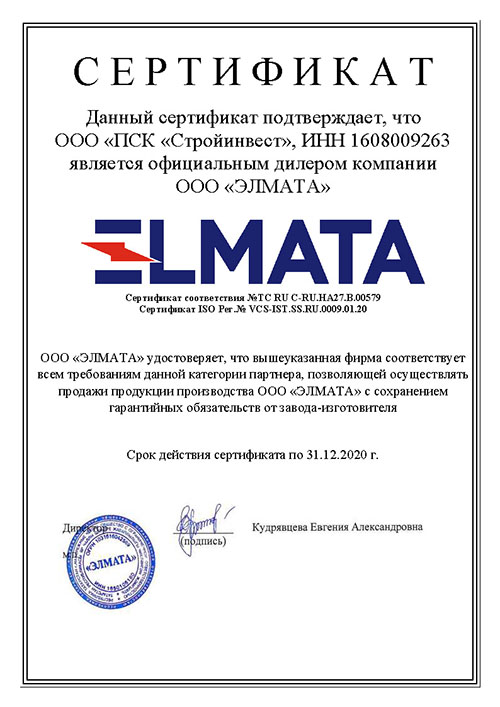 СЕРТИФИКАТ
Данный сертификат подтверждает, что
ООО «ПСК «Стройинвест», ИНН 1608009263
является официальным дилером компании
ООО «ЭЛМАТА»
ELMATA
Сертификат соответствия №ТС RU С-RU.НА27.В.00579
Сертификат ISO Рег.№ VCS-IST.SS.RU.0009.01.20
ООО «ЭЛМАТА» удостоверяет, что вышеуказанная фирма соответствует
всем требованиям данной категории партнера, позволяющей осуществлять
продажи продукции производства ООО «ЭЛМАТА» с сохранением
гарантийных обязательств от завода-изготовителя
Срок действия сертификата по 31.12.2020 г.
Директор
Кудрявцева Евгения Александровна
(подпись)
м.п.
«ЭЛМАТА»